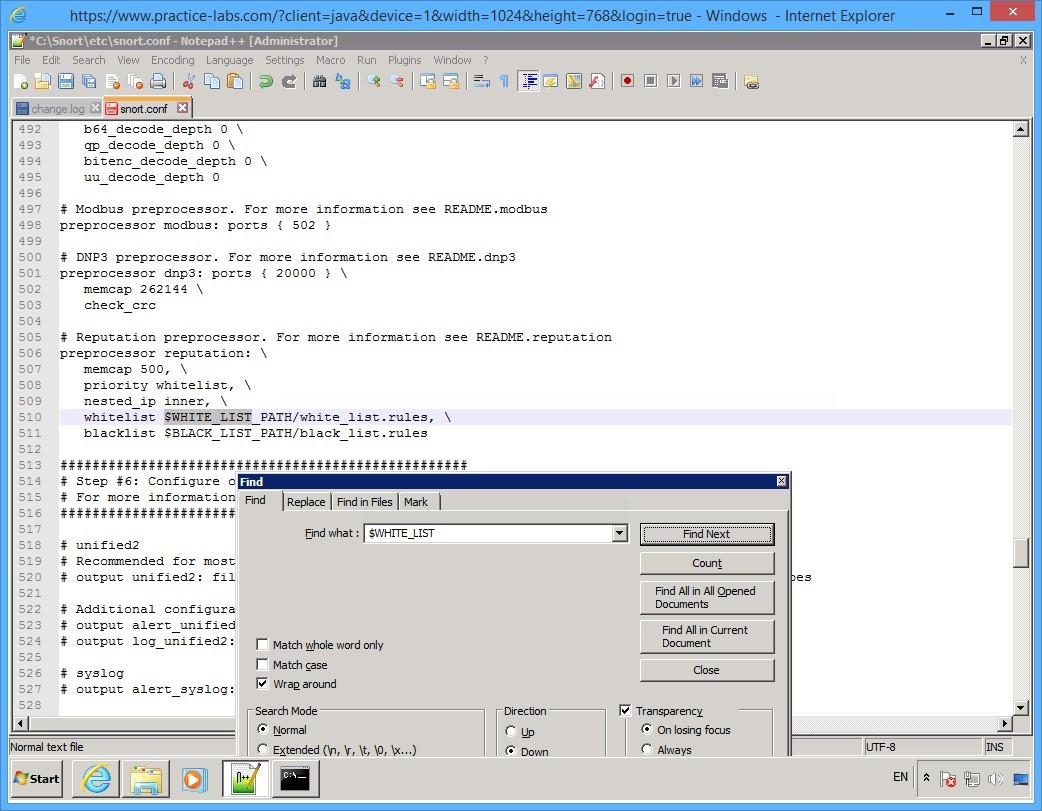 https://www.practice-labs.com/?client=java&device=1&width=1024&height=768&login=true - Windows - Internet Explorer
*C:\Snort\etc\snort.conf - Notepad++ [Administrator]
File Edit Search View Encoding Language Settings Macro Run Plugins Window ? X
change.log snort.conf
492 b64_decode_depth 0 \
493 qp_decode_depth 0 \
494 bitenc_decode_depth 0 \
495 uu_decode_depth 0
496
497 # Modbus preprocessor. For more information see README.modbus
498 preprocessor modbus: ports { 502 }
499
500 # DNP3 preprocessor. For more information see README.dnp3
501 preprocessor dnp3: ports { 20000 } \
502 memcap 262144 \
503 check_crc
504
505 # Reputation preprocessor. For more information see README.reputation
506 preprocessor reputation: \
507 memcap 500, \
508 priority whitelist, \
509 nested_ip inner, \
510 whitelist $WHITE_LIST_PATH/white_list.rules, \
511 blacklist $BLACK_LIST_PATH/black_list.rules
512
513 ###################################################
514 # Step #6: Configure o
515 # For more information
516 ######################
517
518 # unified2
519 # Recommended for most
520 # output unified2: fil pes
521
522 # Additional configura
523 # output alert_unified
524 # output log_unified2:
525
526 # syslog
527 # output alert_syslog:
528
Find
Find Replace Find in Files Mark
Find what : $WHITE_LIST
Find Next
Count
Find All in All Opened
Documents
Find All in Current
Document
Close
Match whole word only
Match case
Wrap around
Search Mode
Normal
Extended (\n, \r, \t, \0, \x...)
Direction
Up
Down
Transparency
On losing focus
Always
Normal text file UTF-8 INS
Start EN